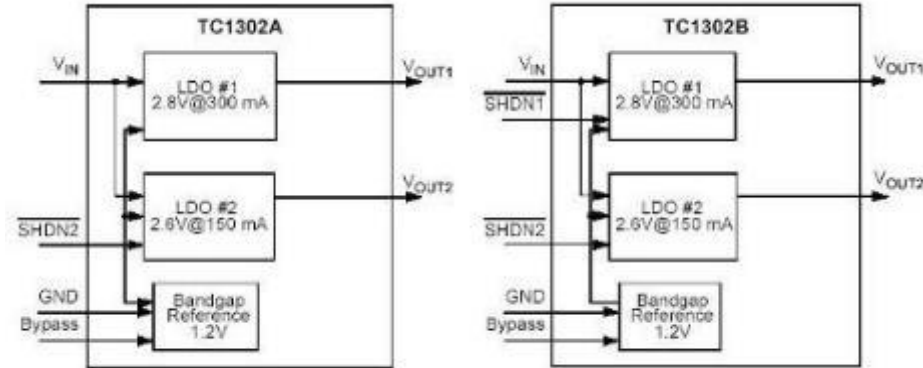 TC1302A
VIN
LDO #1
2.8V@300 mA
VOUT1
LDO #2
2.6V@150 mA
VOUT2
SHDN2
GND
Bypass
Bandgap
Reference
1.2V
TC1302B
VIN
SHDN1
LDO #1
2.8V@300 mA
VOUT1
LDO #2
2.6V@150 mA
VOUT2
SHDN2
GND
Bypass
Bandgap
Reference
1.2V